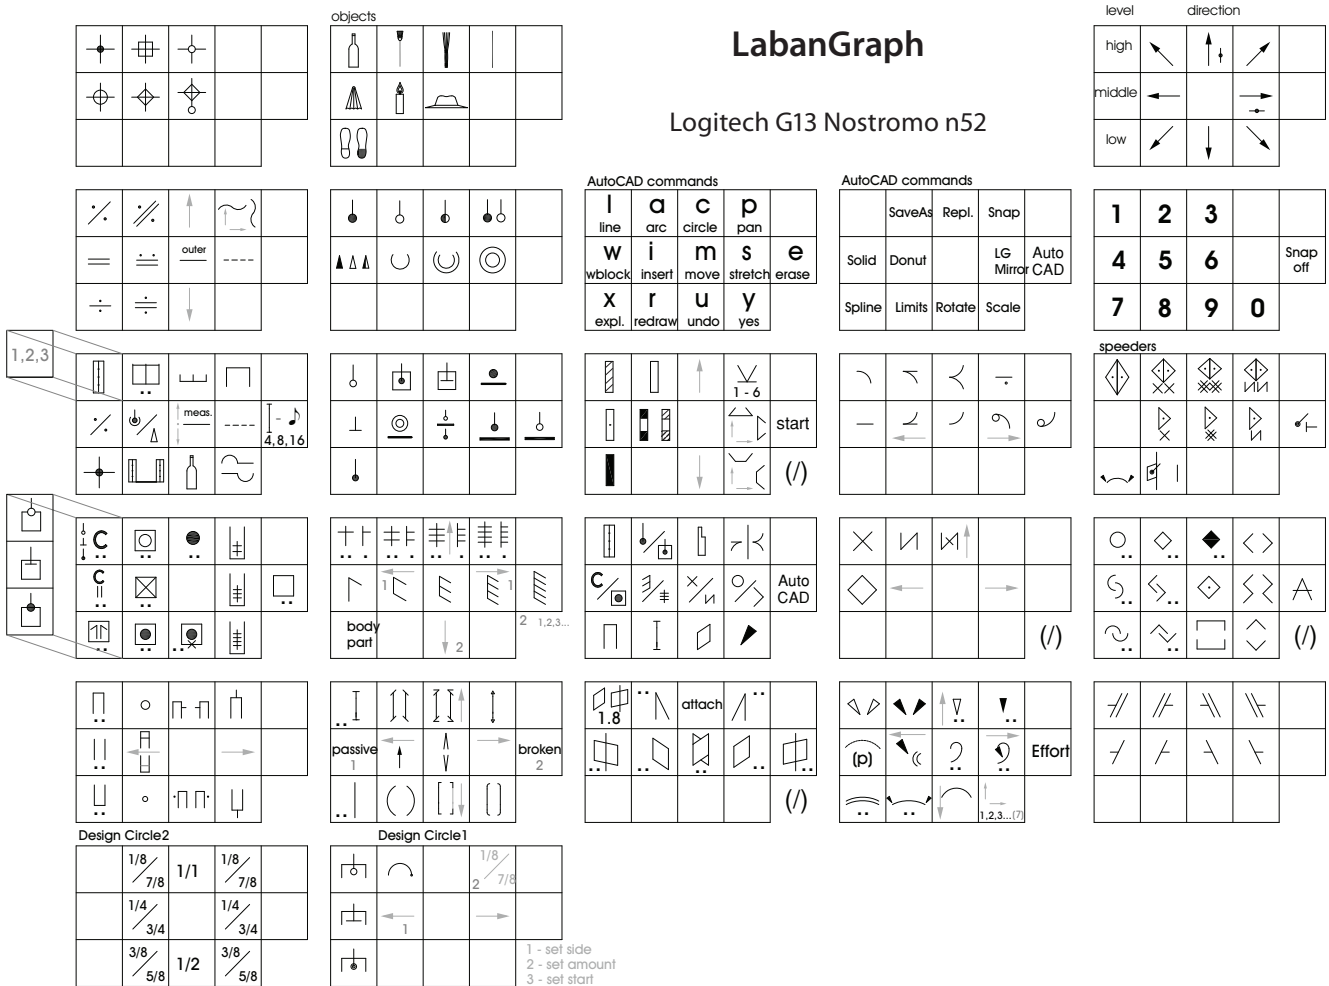 objects
LabanGraph
Logitech G13 Nostromo n52
level direction
high
middle
low
AutoCAD commands
l a c p
line arc circle pan
w i m s e
wblock insert move stretch erase
x r u y
expl. redraw undo yes
AutoCAD commands
SaveAs Repl. Snap
Solid Donut LG Mirror Auto CAD
Spline Limits Rotate Scale
1 2 3
4 5 6 Snap off
7 8 9 0
outer
1,2,3
meas.
4,8,16
1 - 6
start
(/)
speeders
C
C
body part
1
1
2
2 1,2,3...
C
Auto CAD
(/)
(/)
passive
1
broken
2
1.8
attach
(/)
(p)
Effort
1,2,3...(7)
Design Circle2
1/8 7/8 1/1 1/8 7/8
1/4 3/4 1/4 3/4
3/8 5/8 1/2 3/8 5/8
Design Circle1
1/8
2 7/8
1
1 - set side
2 - set amount
3 - set start